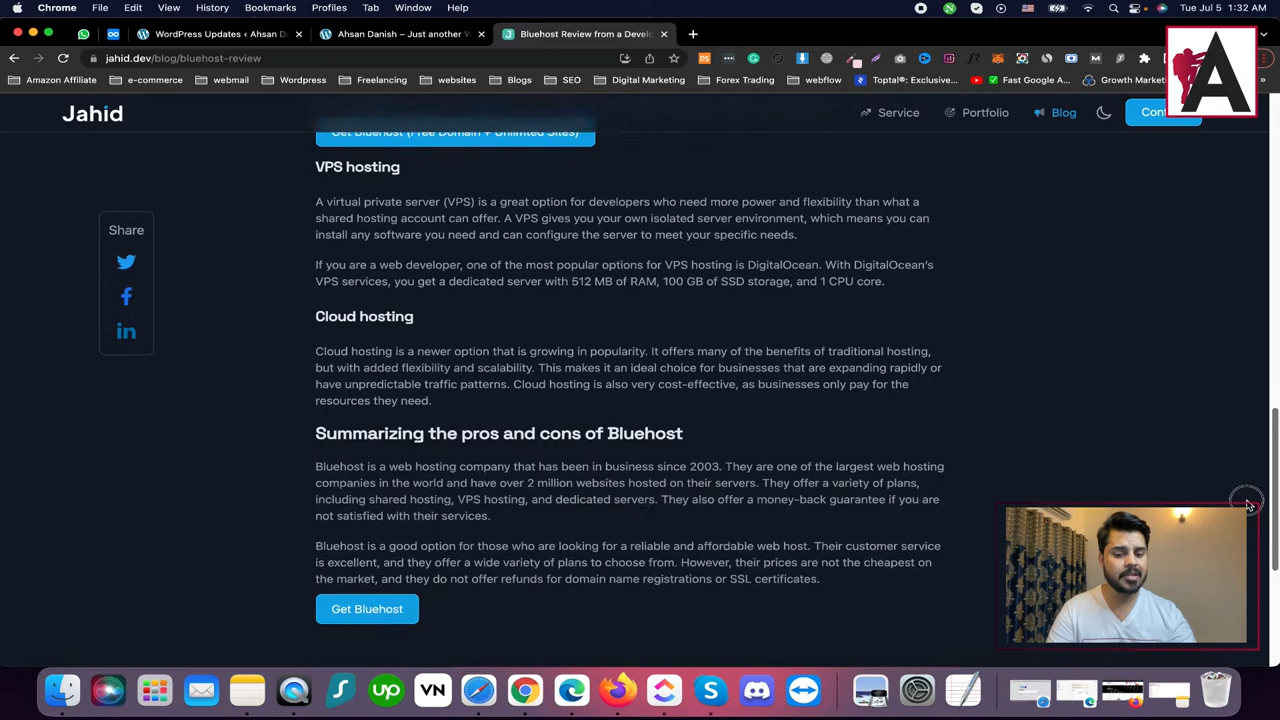 Chrome File Edit View History Bookmarks Profiles Tab Window Help Tue Jul 5 1:32 AM
WordPress Updates ‹ Ahsan D Ahsan Danish – Just another W Bluehost Review from a Develo
jahid.dev/blog/bluehost-review
Amazon Affiliate e-commerce webmail Wordpress Freelancing websites Blogs SEO Digital Marketing Forex Trading webflow Toptal®: Exclusive... Fast Google A... Growth Market
A
Jahid Service Portfolio Blog Con
Get Bluehost (Free Domain + Unlimited Sites)
VPS hosting
A virtual private server (VPS) is a great option for developers who need more power and flexibility than what a
shared hosting account can offer. A VPS gives you your own isolated server environment, which means you can
install any software you need and can configure the server to meet your specific needs.
Share
If you are a web developer, one of the most popular options for VPS hosting is DigitalOcean. With DigitalOcean's
VPS services, you get a dedicated server with 512 MB of RAM, 100 GB of SSD storage, and 1 CPU core.
Cloud hosting
Cloud hosting is a newer option that is growing in popularity. It offers many of the benefits of traditional hosting,
but with added flexibility and scalability. This makes it an ideal choice for businesses that are expanding rapidly or
have unpredictable traffic patterns. Cloud hosting is also very cost-effective, as businesses only pay for the
resources they need.
Summarizing the pros and cons of Bluehost
Bluehost is a web hosting company that has been in business since 2003. They are one of the largest web hosting
companies in the world and have over 2 million websites hosted on their servers. They offer a variety of plans,
including shared hosting, VPS hosting, and dedicated servers. They also offer a money-back guarantee if you are
not satisfied with their services.
Bluehost is a good option for those who are looking for a reliable and affordable web host. Their customer service
is excellent, and they offer a wide variety of plans to choose from. However, their prices are not the cheapest on
the market, and they do not offer refunds for domain name registrations or SSL certificates.
Get Bluehost
up VN